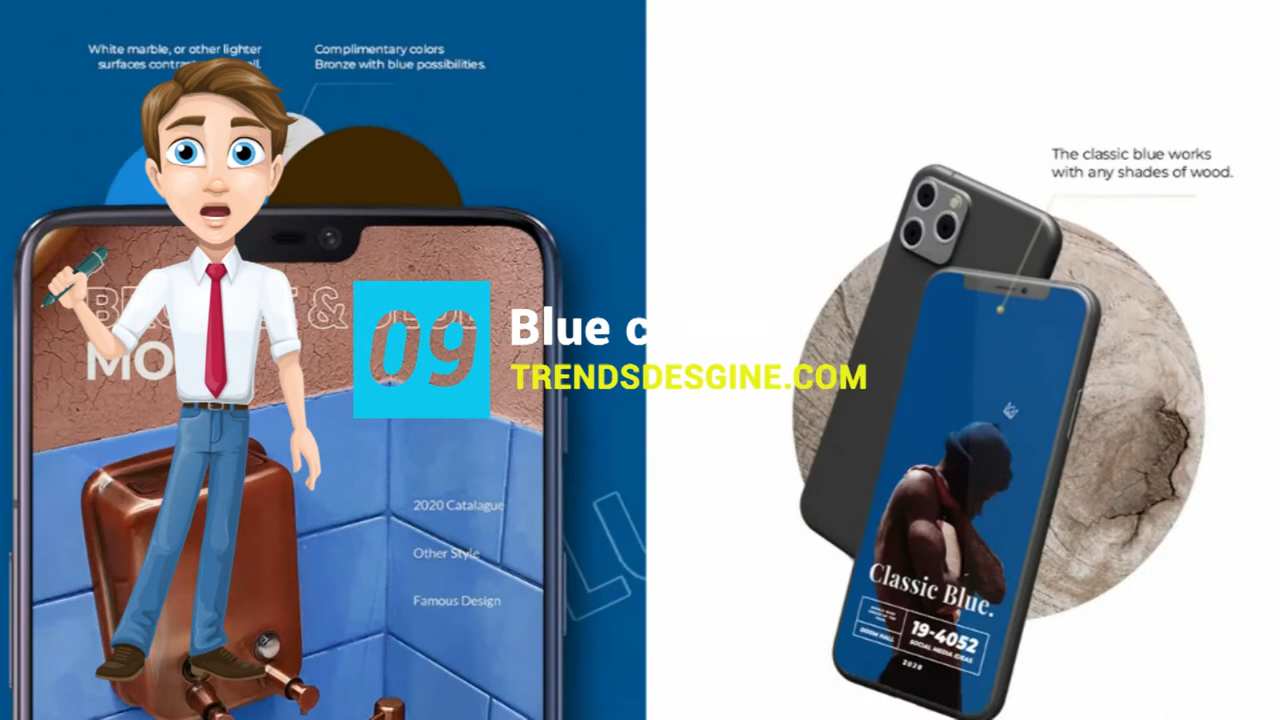 White marble, or other lighter
surfaces
Complimentary colors
Bronze with blue possibilities.
The classic blue works
with any shades of wood.
&
MO
09
Blue c
TRENDSDESGINE.COM
2020 Catalague
Other Style
Famous Design
Classic Blue.
DOOM HALL
19-4052
SOCIAL MEDIA IDEAS
2020